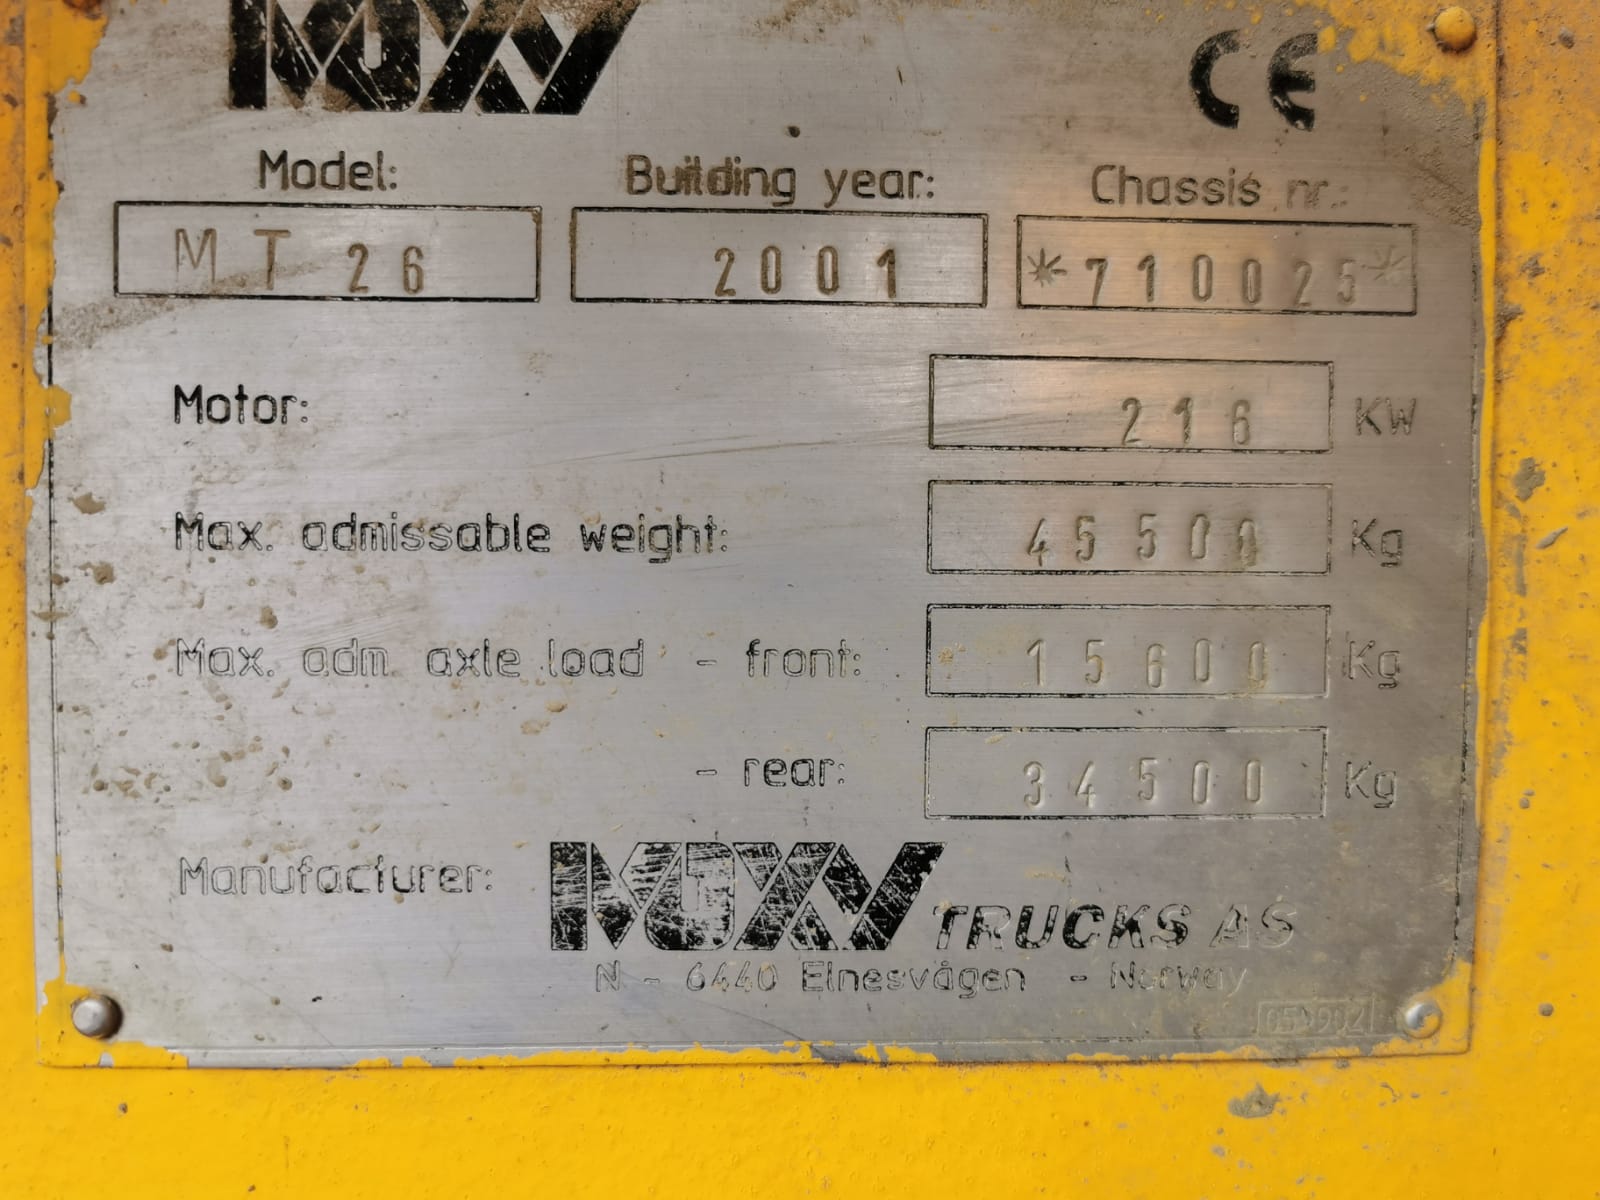 MOXY CE
Model: Building year: Chassis nr.:
MT 26 2001 *710025*
Motor: 216 KW
Max. admissable weight: 45500 Kg
Max. adm. axle load - front: 15600 Kg
- rear: 34500 Kg
Manufacturer: MOXY TRUCKS AS
N - 6440 Elnesvågen - Norway